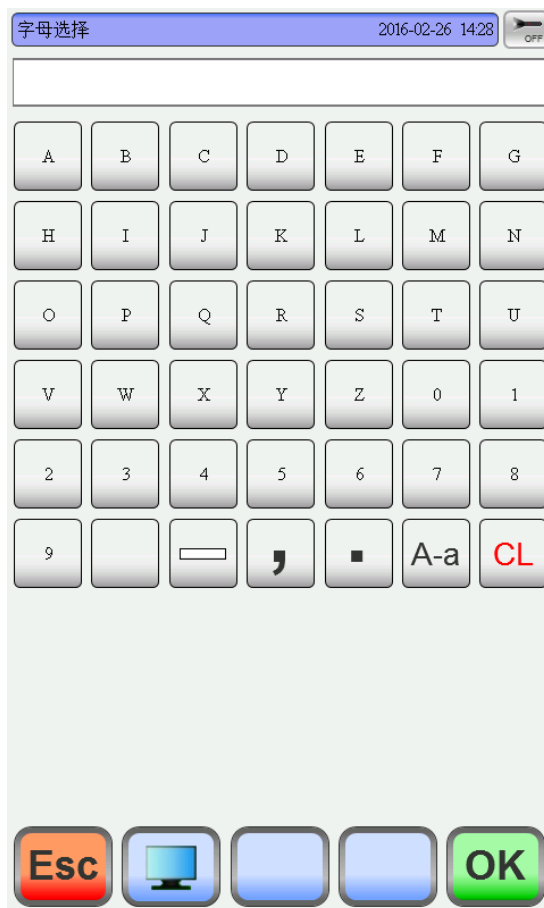 字母选择 2016-02-26 14:28
OFF
A B C D E F G
H I J K L M N
O P Q R S T U
V W X Y Z 0 1
2 3 4 5 6 7 8
9 , . A-a CL
Esc OK